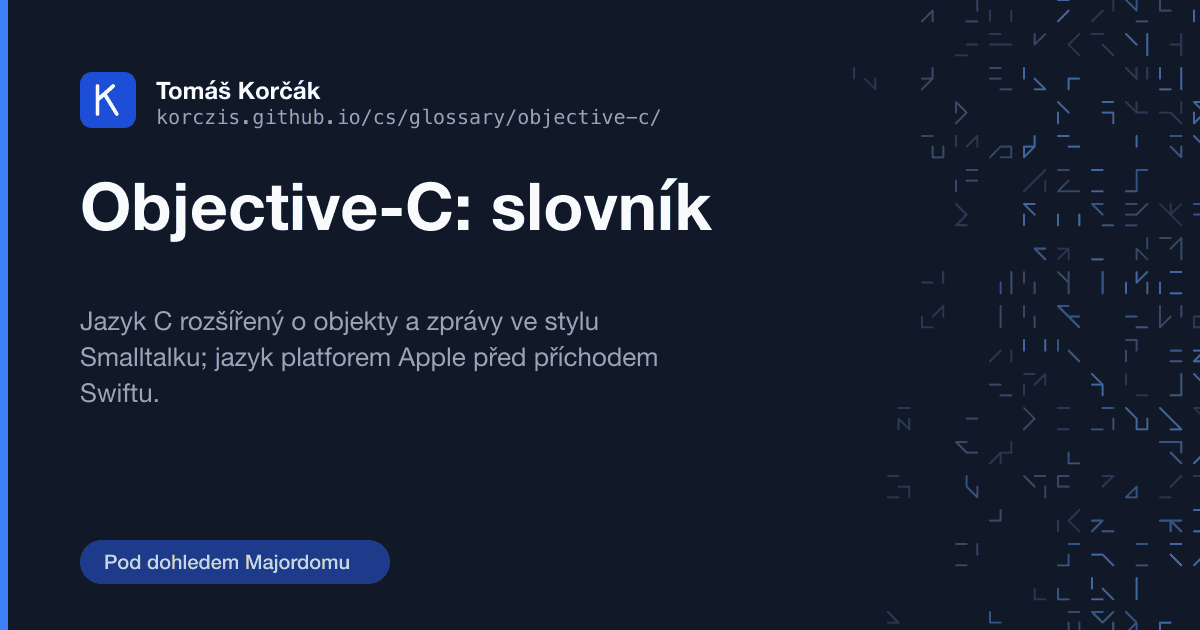 Tomáš Korčák
korczis.github.io/cs/glossary/objective-c/
Objective-C: slovník
Jazyk C rozšířený o objekty a zprávy ve stylu
Smalltalku; jazyk platforem Apple před příchodem
Swiftu.
Pod dohledem Majordomu